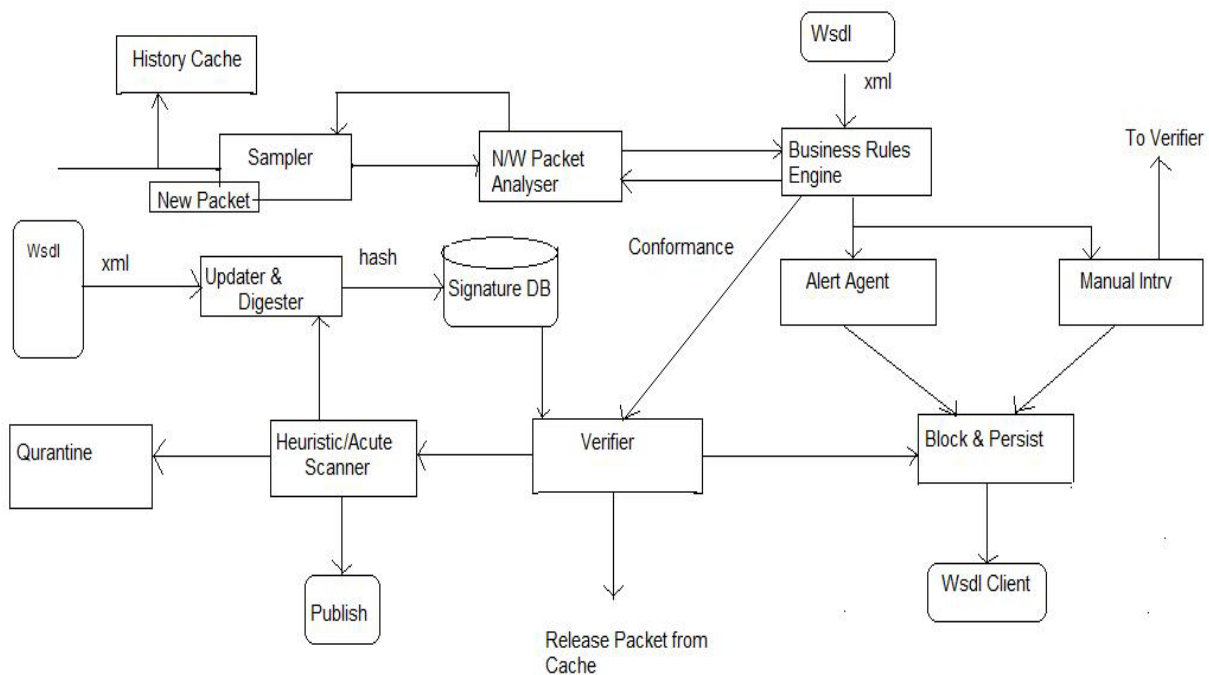 Wsdl
History Cache
xml
To Verifier
Sampler
N/W Packet
Analyser
Business Rules
Engine
New Packet
Wsdl
xml
Updater &
Digester
hash
Signature DB
Conformance
Alert Agent
Manual Intrv
Qurantine
Heuristic/Acute
Scanner
Verifier
Block & Persist
Publish
Wsdl Client
Release Packet from
Cache